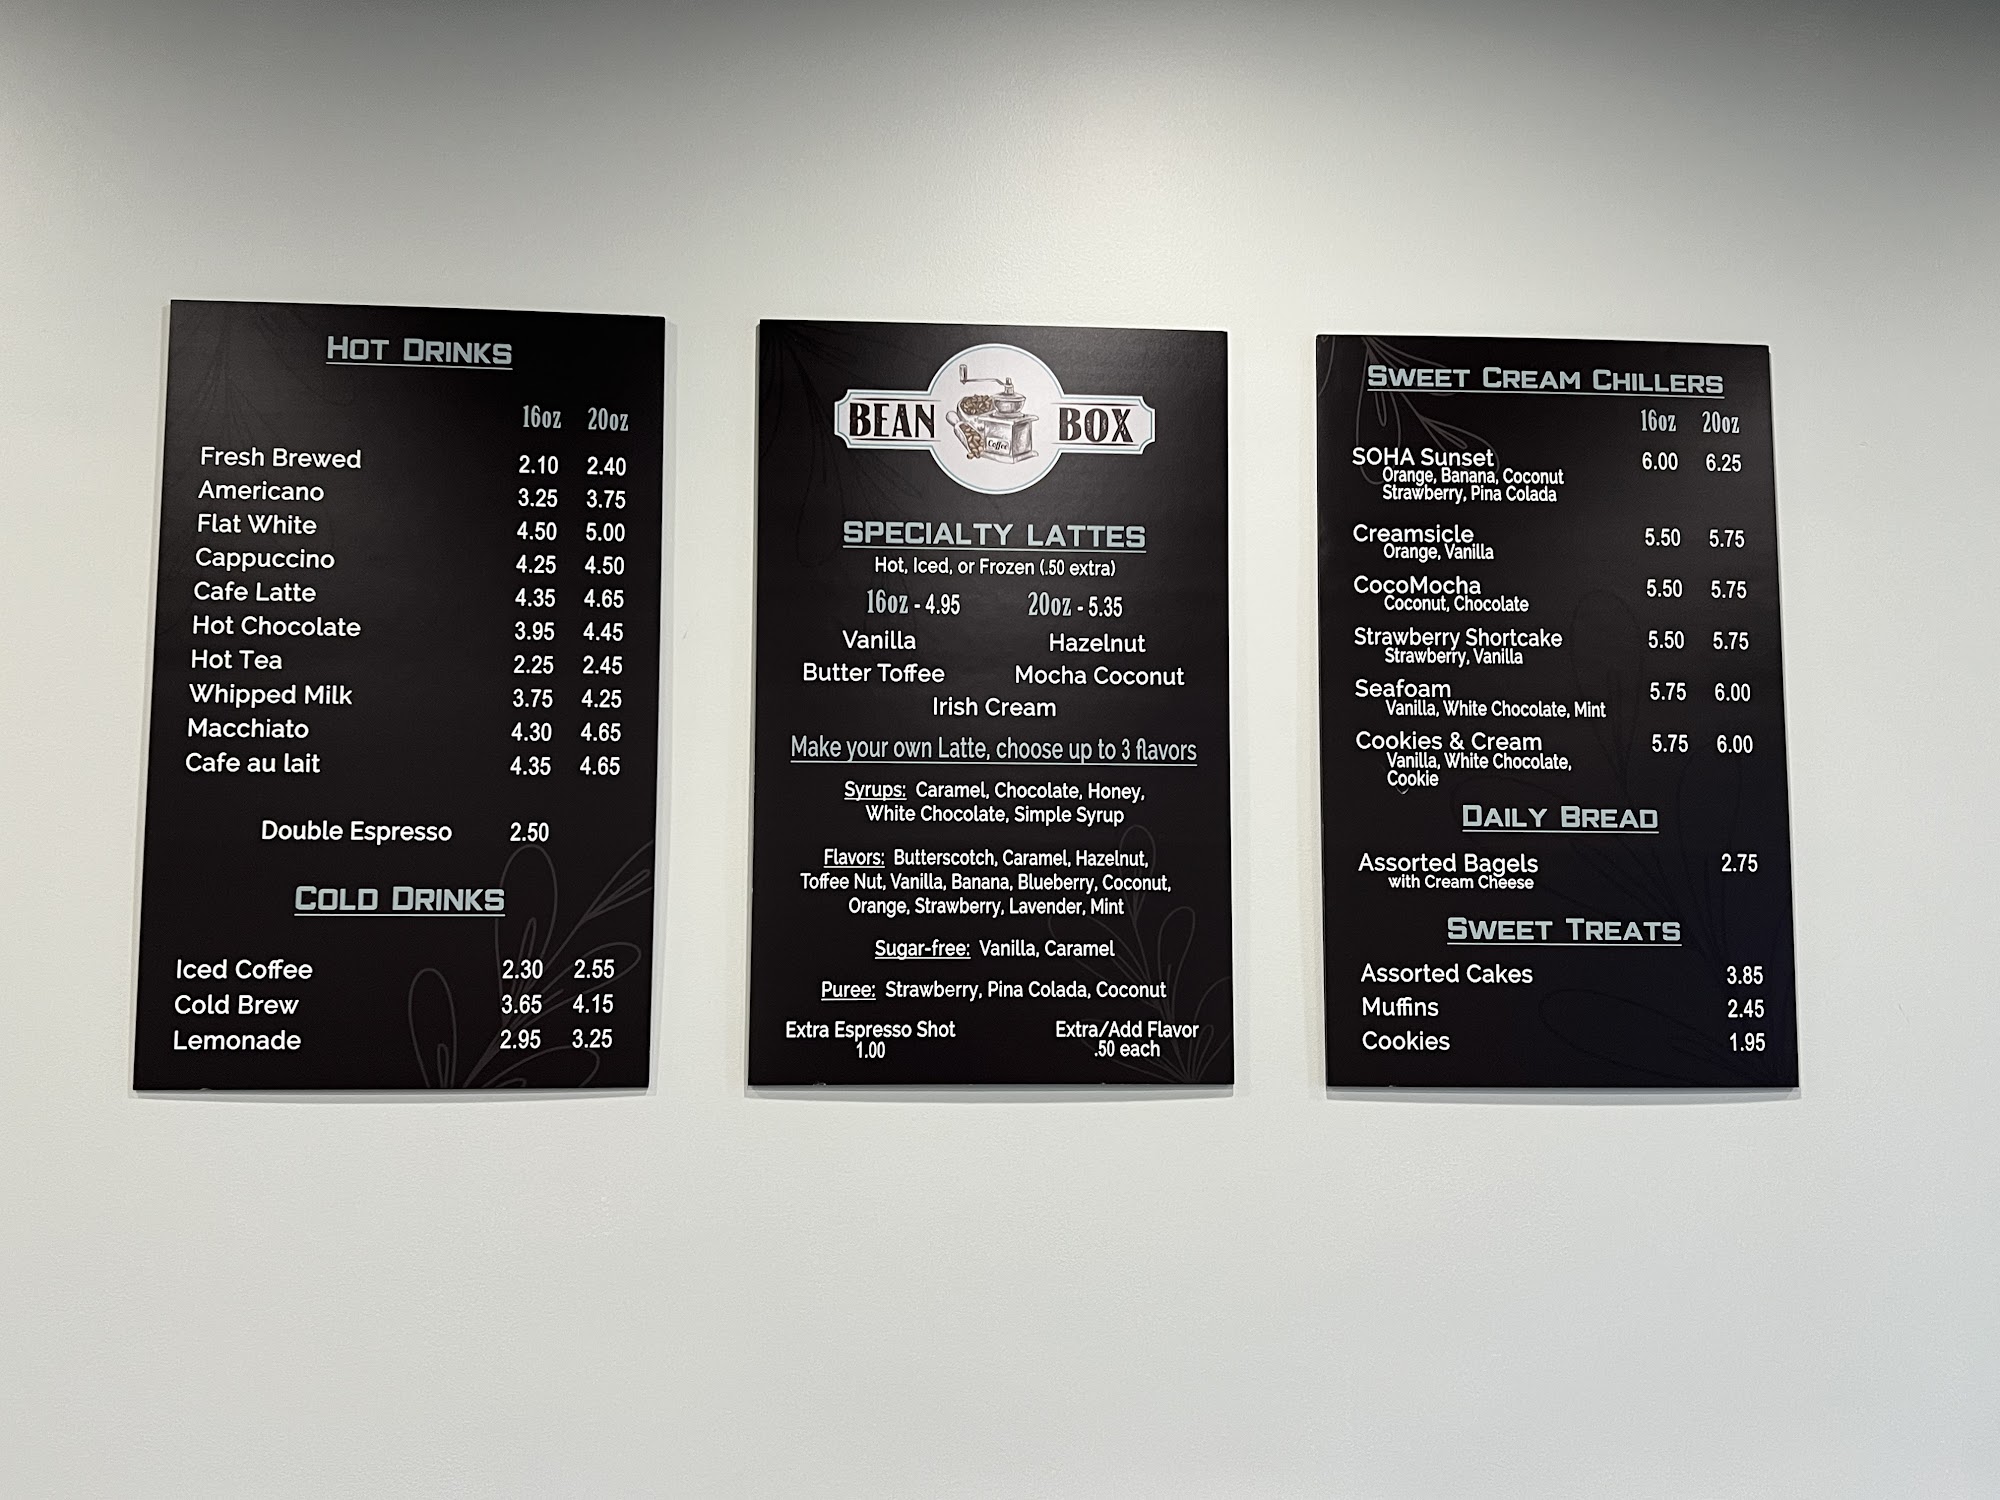 HOT DRINKS
16oz 20oz
Fresh Brewed 2.10 2.40
Americano 3.25 3.75
Flat White 4.50 5.00
Cappuccino 4.25 4.50
Cafe Latte 4.35 4.65
Hot Chocolate 3.95 4.45
Hot Tea 2.25 2.45
Whipped Milk 3.75 4.25
Macchiato 4.30 4.65
Cafe au lait 4.35 4.65
Double Espresso 2.50
COLD DRINKS
Iced Coffee 2.30 2.55
Cold Brew 3.65 4.15
Lemonade 2.95 3.25
BEAN BOX
Coffee
SPECIALTY LATTES
Hot, Iced, or Frozen (.50 extra)
16oz - 4.95 20oz - 5.35
Vanilla Hazelnut
Butter Toffee Mocha Coconut
Irish Cream
Make your own Latte, choose up to 3 flavors
Syrups: Caramel, Chocolate, Honey,
White Chocolate, Simple Syrup
Flavors: Butterscotch, Caramel, Hazelnut,
Toffee Nut, Vanilla, Banana, Blueberry, Coconut,
Orange, Strawberry, Lavender, Mint
Sugar-free: Vanilla, Caramel
Puree: Strawberry, Pina Colada, Coconut
Extra Espresso Shot Extra/Add Flavor
1.00 .50 each
SWEET CREAM CHILLERS
16oz 20oz
SOHA Sunset 6.00 6.25
Orange, Banana, Coconut
Strawberry, Pina Colada
Creamsicle 5.50 5.75
Orange, Vanilla
CocoMocha 5.50 5.75
Coconut, Chocolate
Strawberry Shortcake 5.50 5.75
Strawberry, Vanilla
Seafoam 5.75 6.00
Vanilla, White Chocolate, Mint
Cookies & Cream 5.75 6.00
Vanilla, White Chocolate,
Cookie
DAILY BREAD
Assorted Bagels 2.75
with Cream Cheese
SWEET TREATS
Assorted Cakes 3.85
Muffins 2.45
Cookies 1.95